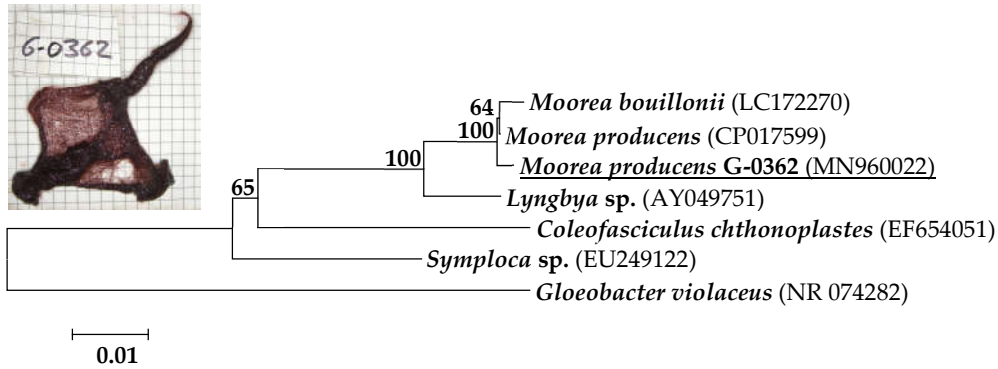 G-0362
Moorea bouillonii (LC172270)
64
100
Moorea producens (CP017599)
100
Moorea producens G-0362 (MN960022)
65
Lyngbya sp. (AY049751)
Coleofasciculus chthonoplastes (EF654051)
Symploca sp. (EU249122)
Gloeobacter violaceus (NR 074282)
0.01